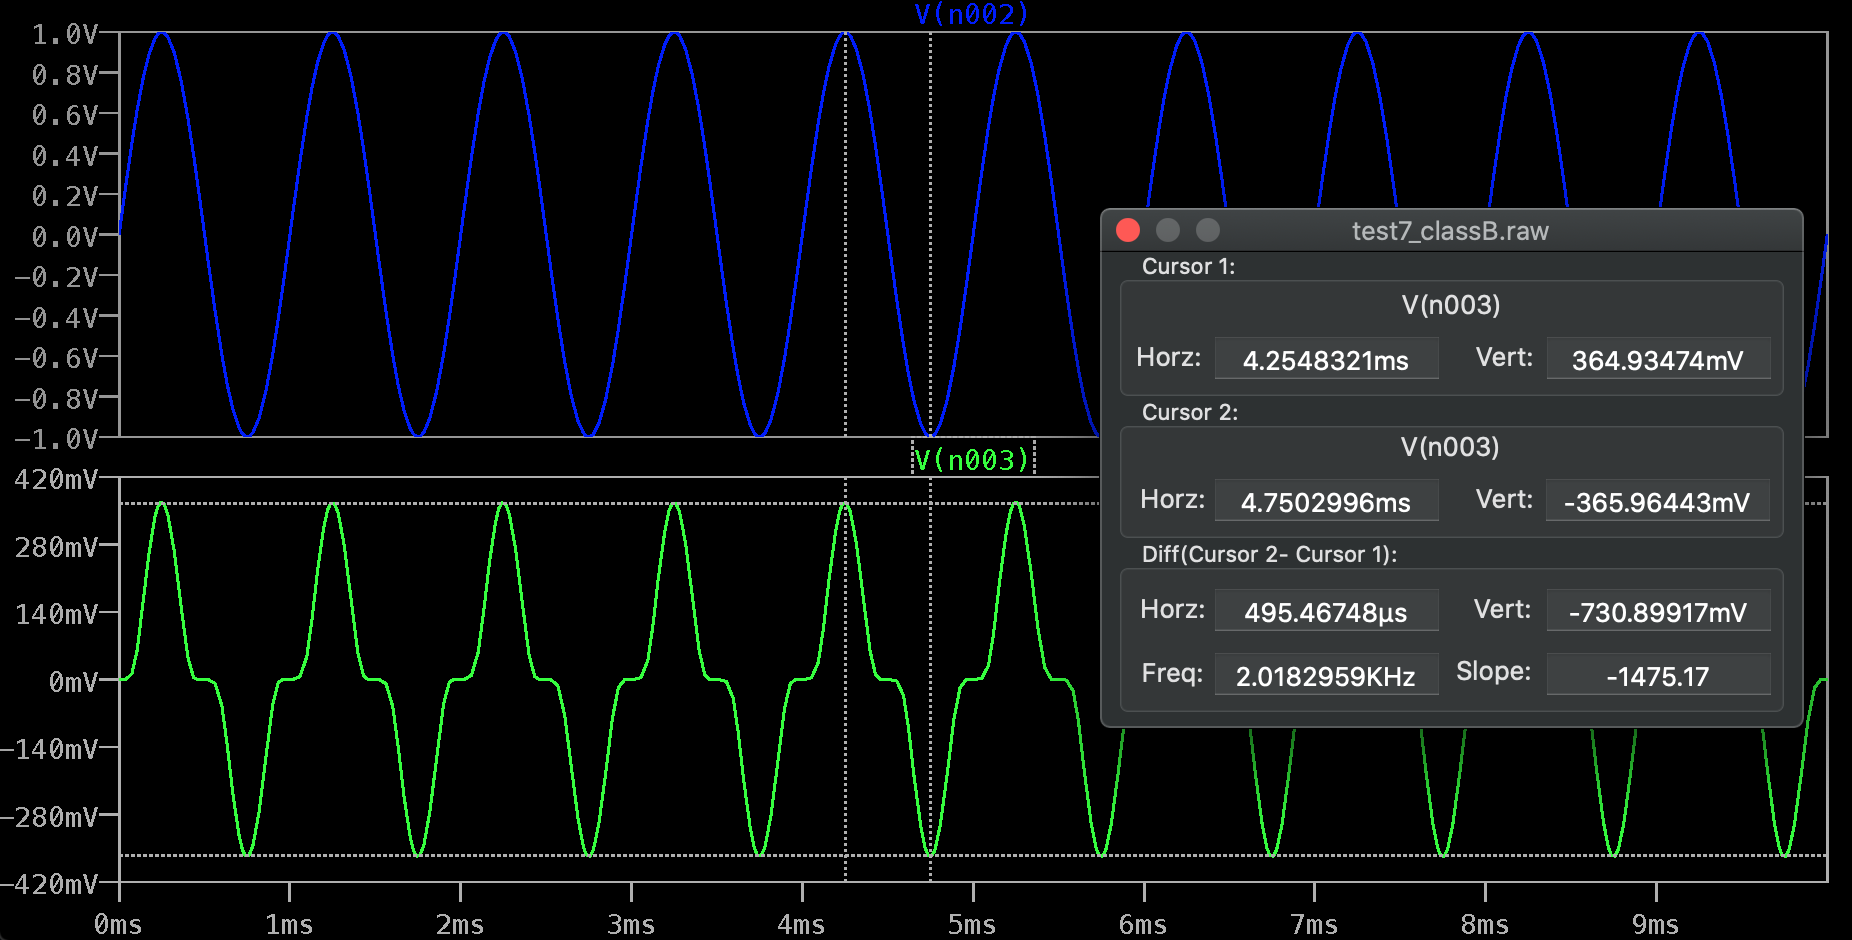 V(n002)
1.0V
0.8V
0.6V
0.4V
0.2V
0.0V
-0.2V
-0.4V
-0.6V
-0.8V
-1.0V
V(n003)
420mV
280mV
140mV
0mV
-140mV
-280mV
-420mV
0ms 1ms 2ms 3ms 4ms 5ms 6ms 7ms 8ms 9ms
test7_classB.raw
Cursor 1:
V(n003)
Horz: 4.2548321ms Vert: 364.93474mV
Cursor 2:
V(n003)
Horz: 4.7502996ms Vert: -365.96443mV
Diff(Cursor 2- Cursor 1):
Horz: 495.46748µs Vert: -730.89917mV
Freq: 2.0182959KHz Slope: -1475.17